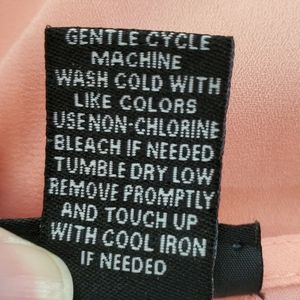 GENTLE CYCLE
MACHINE
WASH COLD WITH
LIKE COLORS
USE NON-CHLORINE
BLEACH IF NEEDED
TUMBLE DRY LOW
REMOVE PROMPTLY
AND TOUCH UP
WITH COOL IRON
IF NEEDED